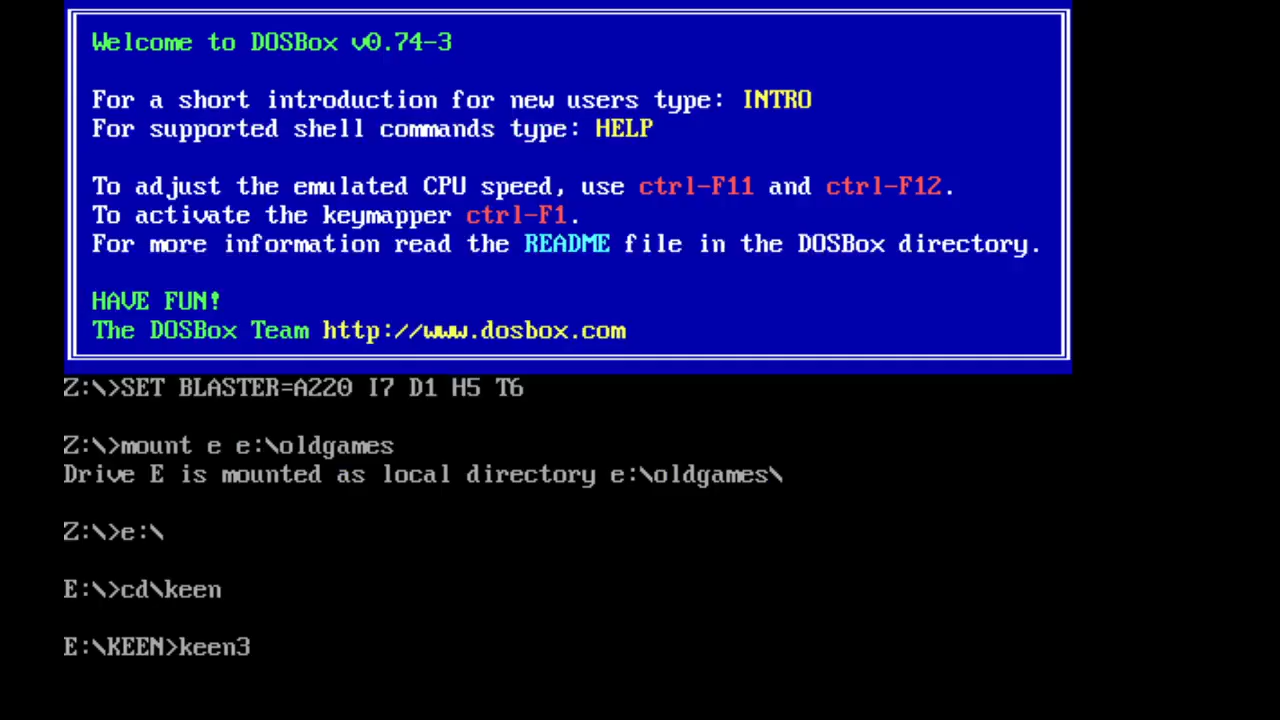 Welcome to DOSBox v0.74-3
For a short introduction for new users type: INTRO
For supported shell commands type: HELP
To adjust the emulated CPU speed, use ctrl-F11 and ctrl-F12.
To activate the keymapper ctrl-F1.
For more information read the README file in the DOSBox directory.
HAVE FUN!
The DOSBox Team http://www.dosbox.com
Z:\>SET BLASTER=A220 I7 D1 H5 T6
Z:\>mount e e:\oldgames
Drive E is mounted as local directory e:\oldgames\
Z:\>e:\
E:\>cd\keen
E:\KEEN>keen3